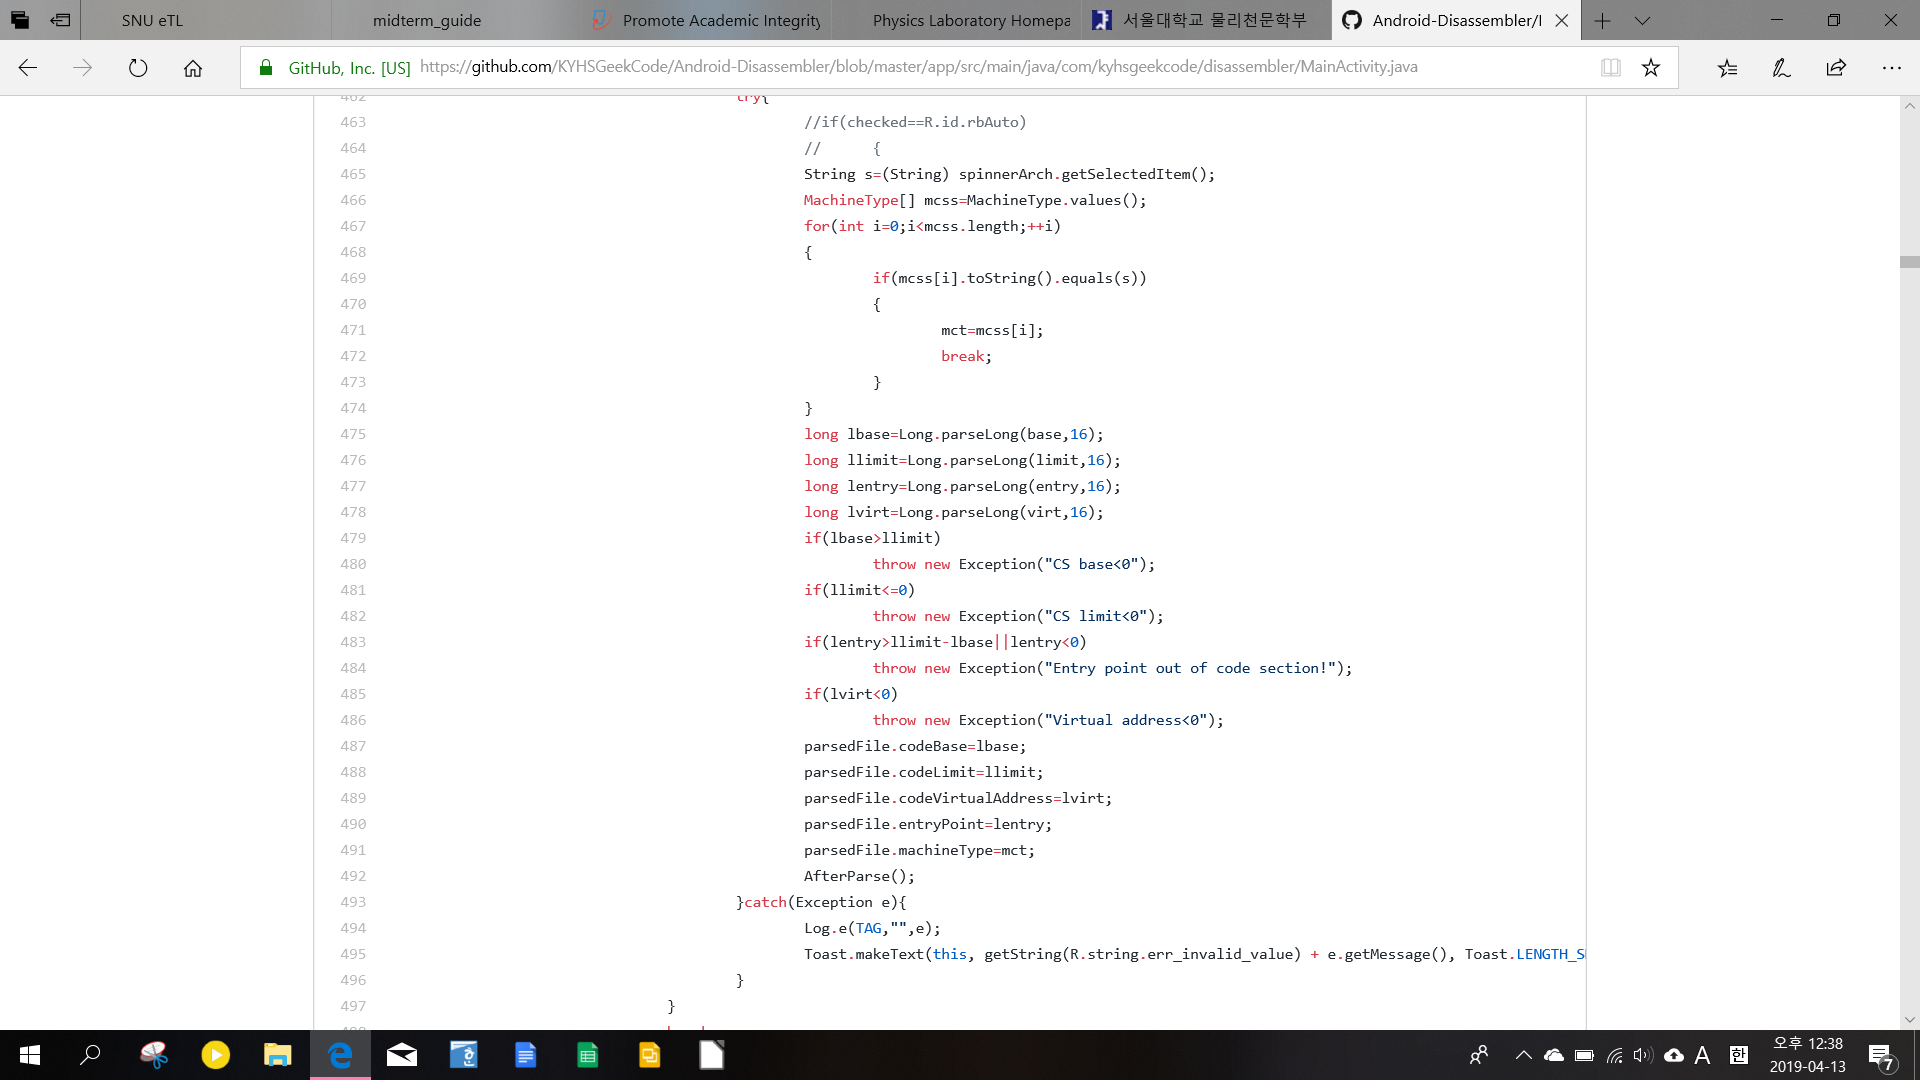 SNU eTL
midterm_guide
Promote Academic Integrity
Physics Laboratory Homepa
서울대학교 물리천문학부
Android-Disassembler/
GitHub, Inc. [US]
https://github.com/KYHSGeekCode/Android-Disassembler/blob/master/app/src/main/java/com/kyhsgeekcode/disassembler/MainActivity.java
462 try{
463 //if(checked==R.id.rbAuto)
464 // {
465 String s=(String) spinnerArch.getSelectedItem();
466 MachineType[] mcss=MachineType.values();
467 for(int i=0;i<mcss.length;++i)
468 {
469 if(mcss[i].toString().equals(s))
470 {
471 mct=mcss[i];
472 break;
473 }
474 }
475 long lbase=Long.parseLong(base,16);
476 long llimit=Long.parseLong(limit,16);
477 long lentry=Long.parseLong(entry,16);
478 long lvirt=Long.parseLong(virt,16);
479 if(lbase>llimit)
480 throw new Exception("CS base<0");
481 if(llimit<=0)
482 throw new Exception("CS limit<0");
483 if(lentry>llimit-lbase||lentry<0)
484 throw new Exception("Entry point out of code section!");
485 if(lvirt<0)
486 throw new Exception("Virtual address<0");
487 parsedFile.codeBase=lbase;
488 parsedFile.codeLimit=llimit;
489 parsedFile.codeVirtualAddress=lvirt;
490 parsedFile.entryPoint=lentry;
491 parsedFile.machineType=mct;
492 AfterParse();
493 }catch(Exception e){
494 Log.e(TAG,"",e);
495 Toast.makeText(this, getString(R.string.err_invalid_value) + e.getMessage(), Toast.LENGTH_S
496 }
497 }
A
한
오후 12:38
2019-04-13
7